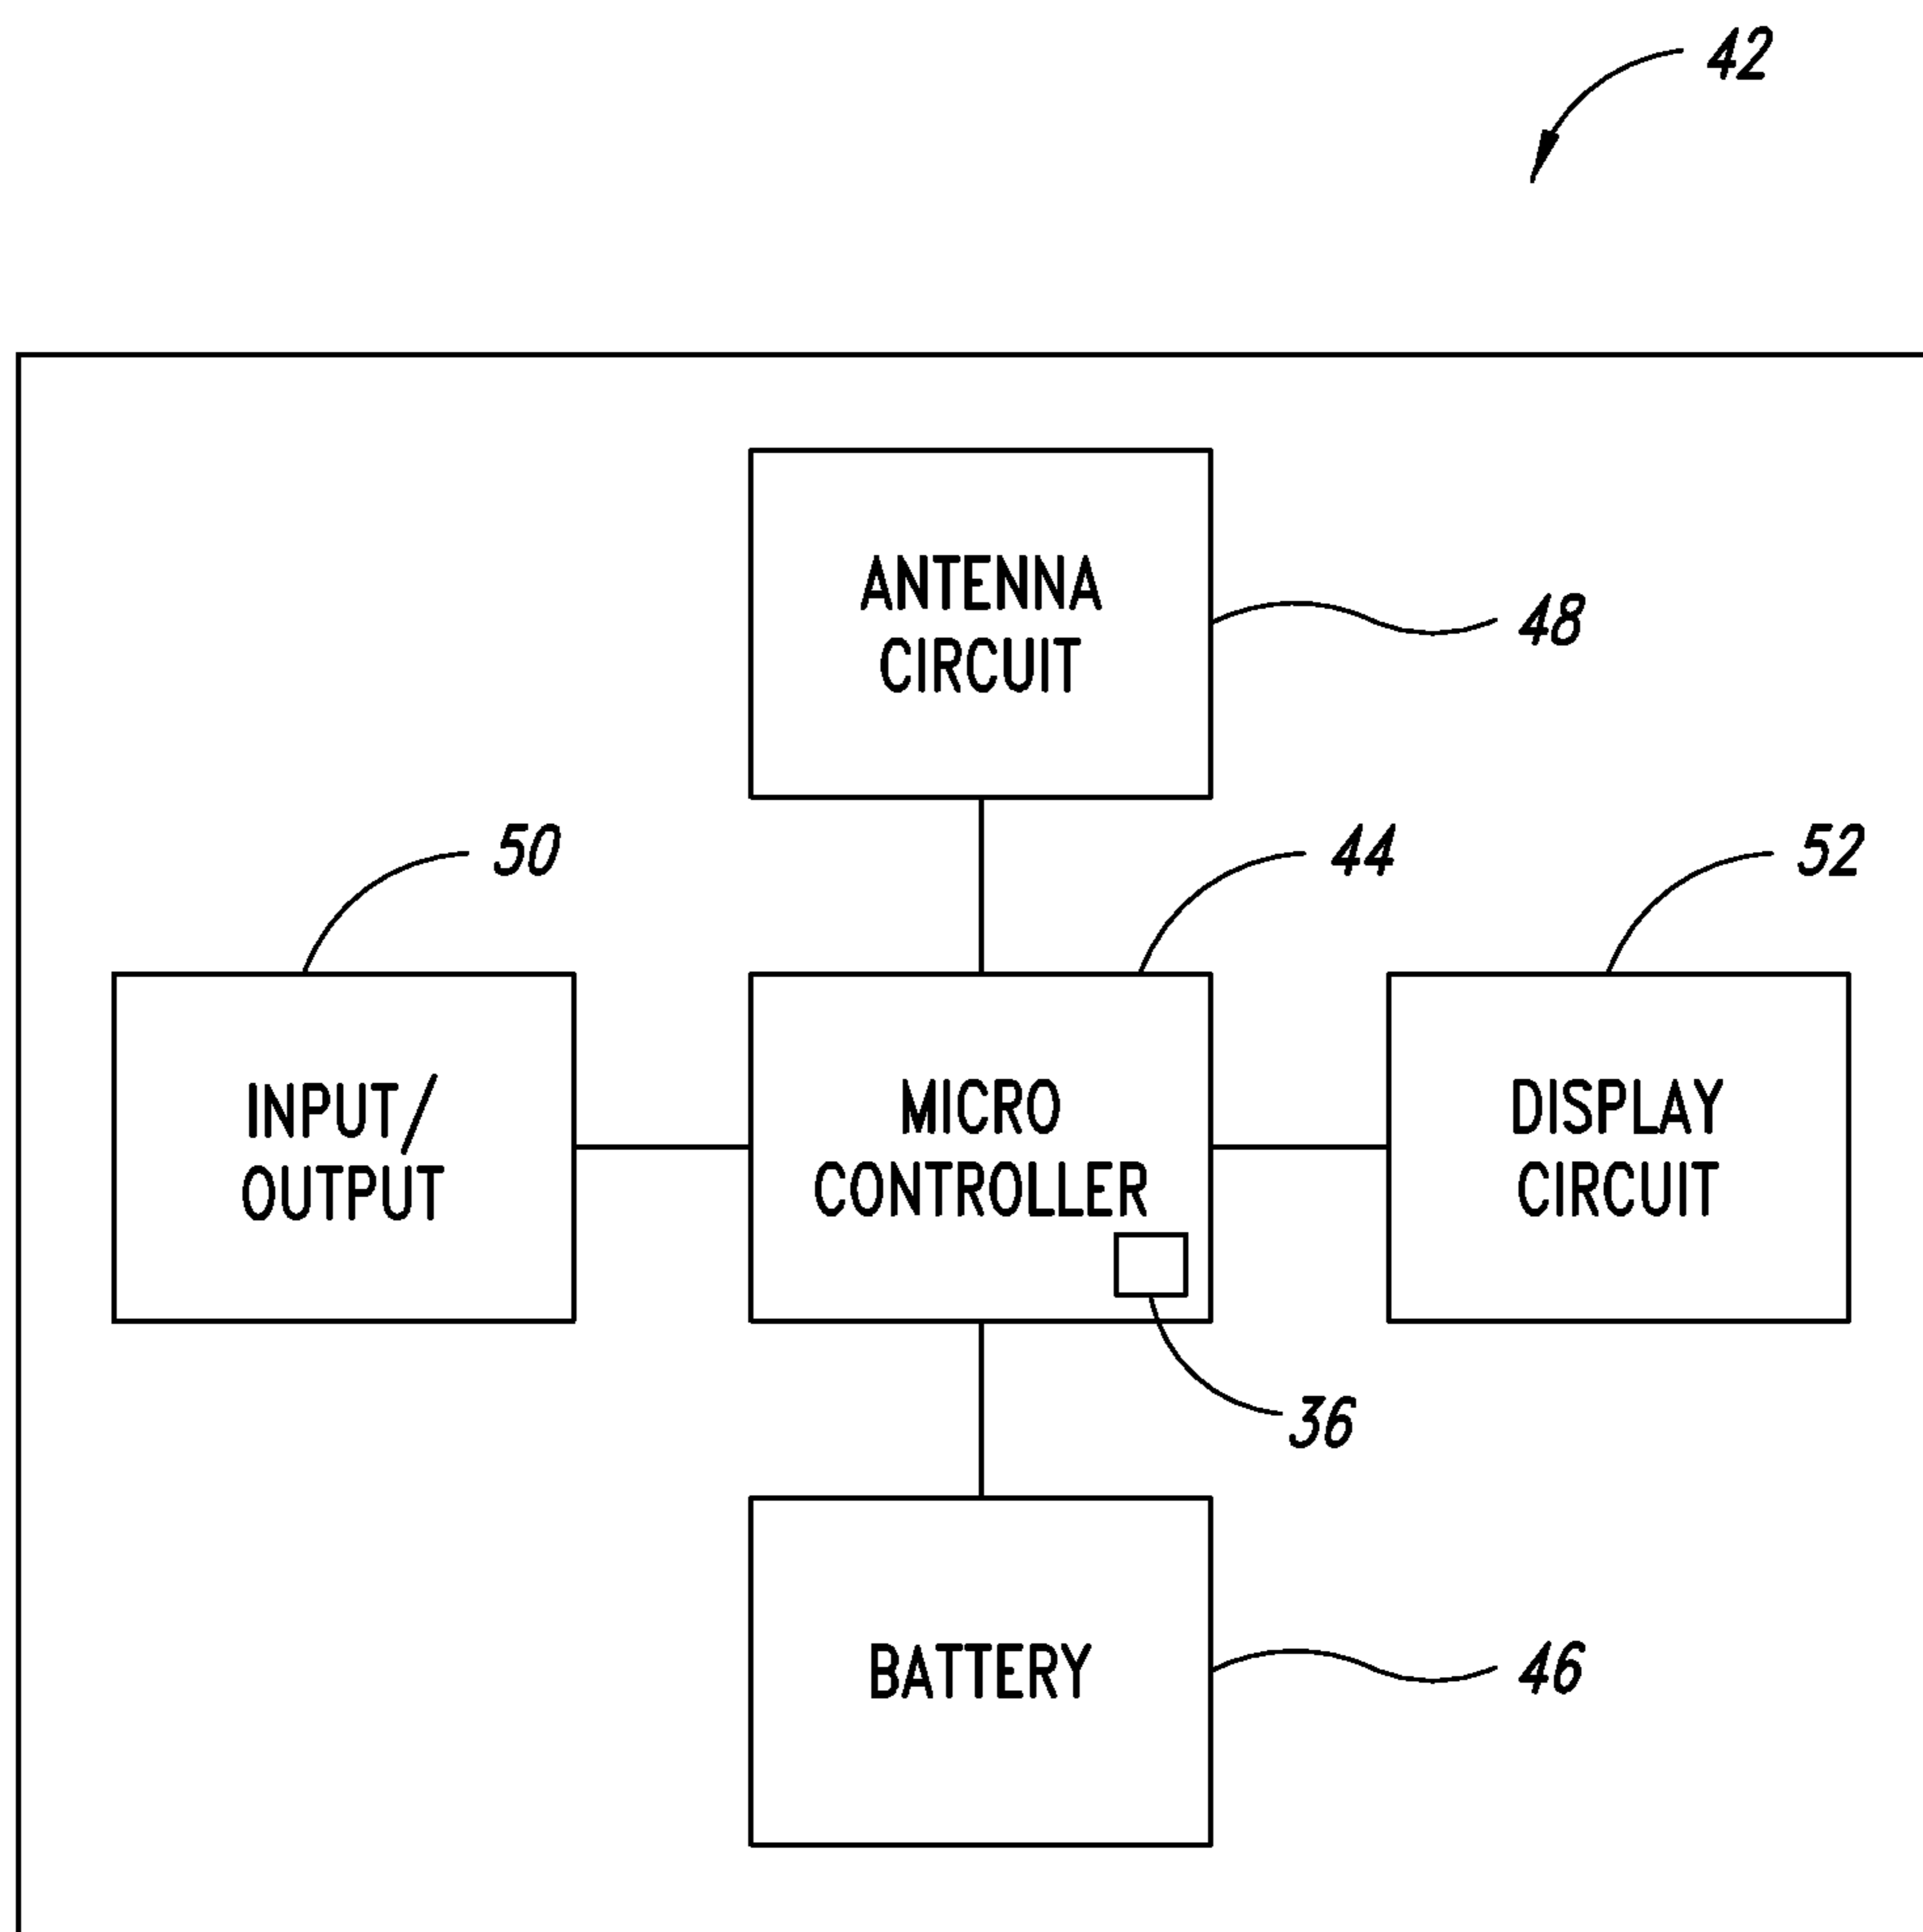 42
ANTENNA
CIRCUIT
48
50
44
52
INPUT/
OUTPUT
MICRO
CONTROLLER
DISPLAY
CIRCUIT
36
BATTERY
46